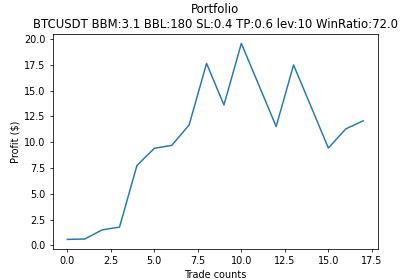 Portfolio
BTCUSDT BBM:3.1 BBL:180 SL:0.4 TP:0.6 lev:10 WinRatio:72.0
20.0
17.5
15.0
12.5
10.0
7.5
5.0
2.5
0.0
Profit ($)
0.0 2.5 5.0 7.5 10.0 12.5 15.0 17.5
Trade counts